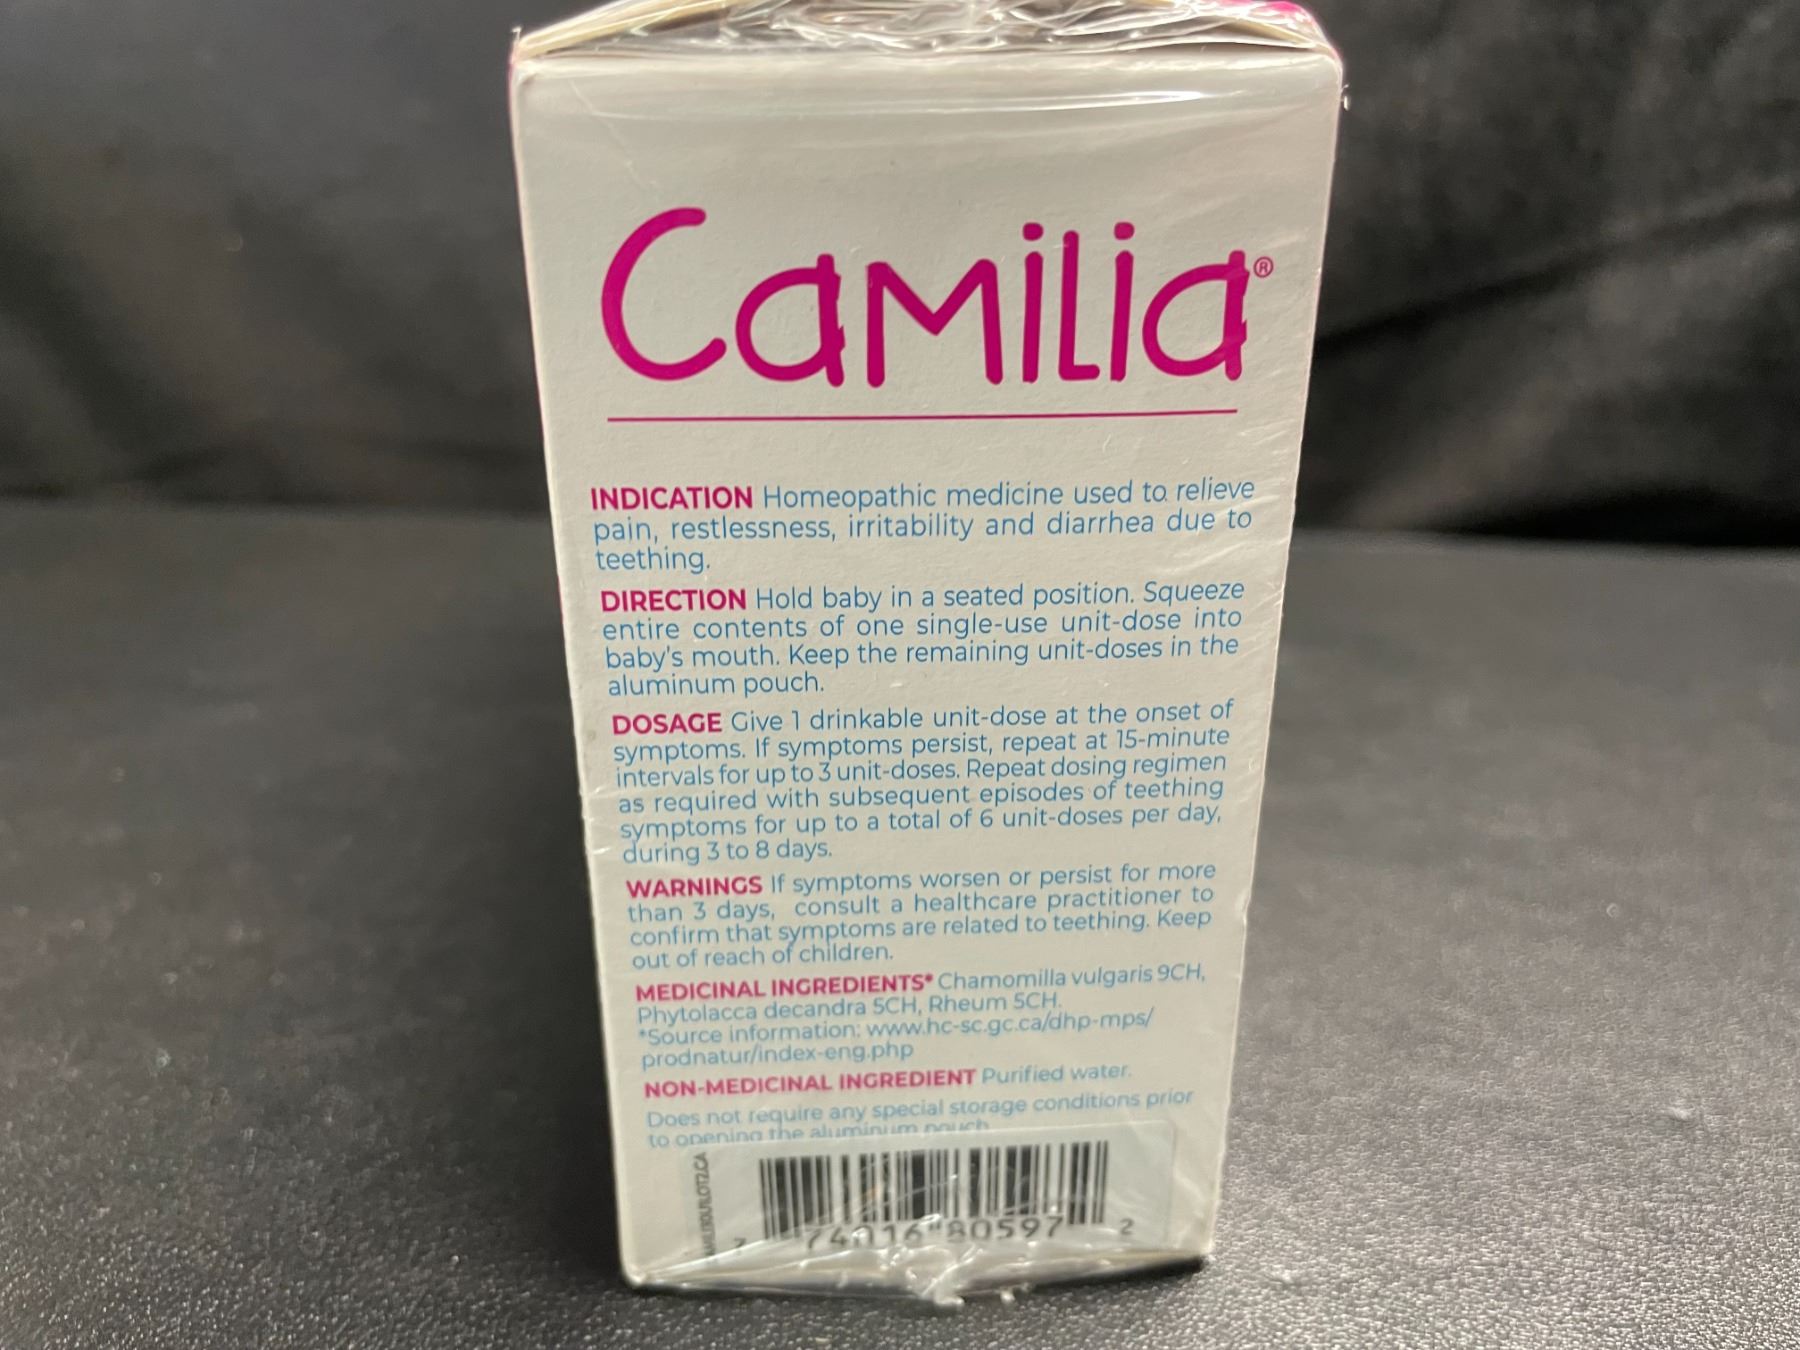 Camilia®
INDICATION Homeopathic medicine used to relieve
pain, restlessness, irritability and diarrhea due to
teething.
DIRECTION Hold baby in a seated position. Squeeze
entire contents of one single-use unit-dose into
baby's mouth. Keep the remaining unit-doses in the
aluminum pouch.
DOSAGE Give 1 drinkable unit-dose at the onset of
symptoms. If symptoms persist, repeat at 15-minute
intervals for up to 3 unit-doses. Repeat dosing regimen
as required with subsequent episodes of teething
symptoms for up to a total of 6 unit-doses per day,
during 3 to 8 days.
WARNINGS If symptoms worsen or persist for more
than 3 days, consult a healthcare practitioner to
confirm that symptoms are related to teething. Keep
out of reach of children.
MEDICINAL INGREDIENTS* Chamomilla vulgaris 9CH,
Phytolacca decandra 5CH, Rheum 5CH.
*Source information: www.hc-sc.gc.ca/dhp-mps/
prodnatur/index-eng.php
NON-MEDICINAL INGREDIENT Purified water.
Does not require any special storage conditions prior
to opening the aluminum pouch
7 74016 80597 2